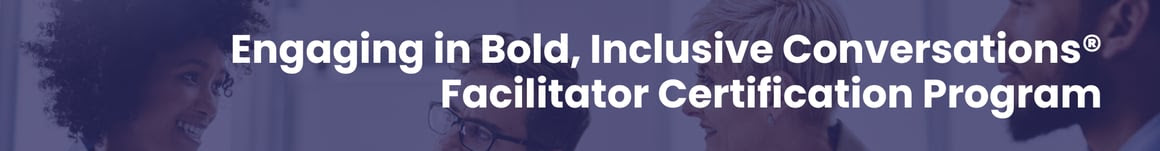 Engaging in Bold, Inclusive Conversations®
Facilitator Certification Program